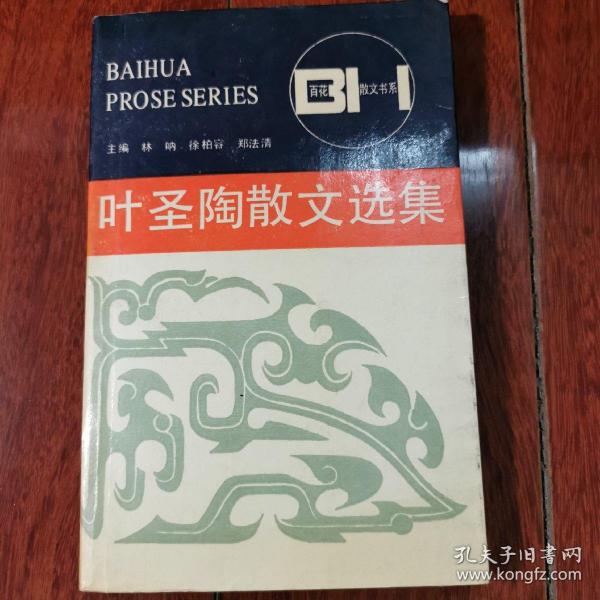 BAIHUA
PROSE SERIES
百花 BH 散文书系
主编 林 呐 徐柏容 郑法清
叶圣陶散文选集
孔夫子旧书网
www.kongfz.com